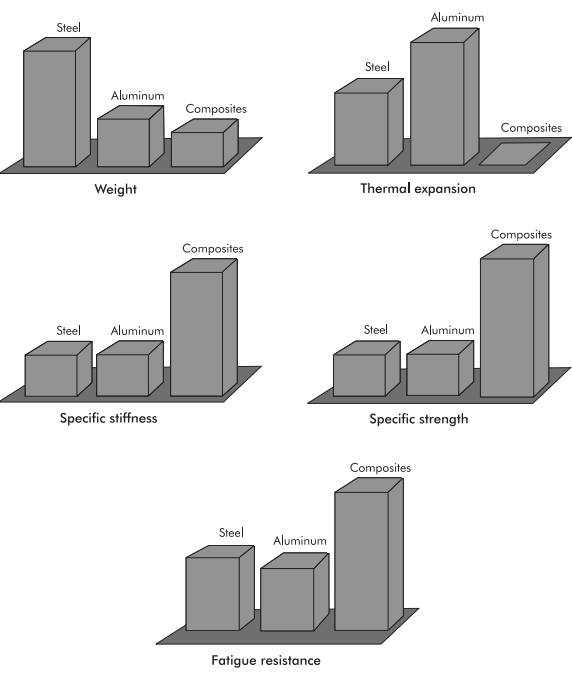 Steel
Aluminum
Composites
Weight
Aluminum
Steel
Composites
Thermal expansion
Composites
Steel
Aluminum
Specific stiffness
Composites
Steel
Aluminum
Specific strength
Composites
Steel
Aluminum
Fatigue resistance